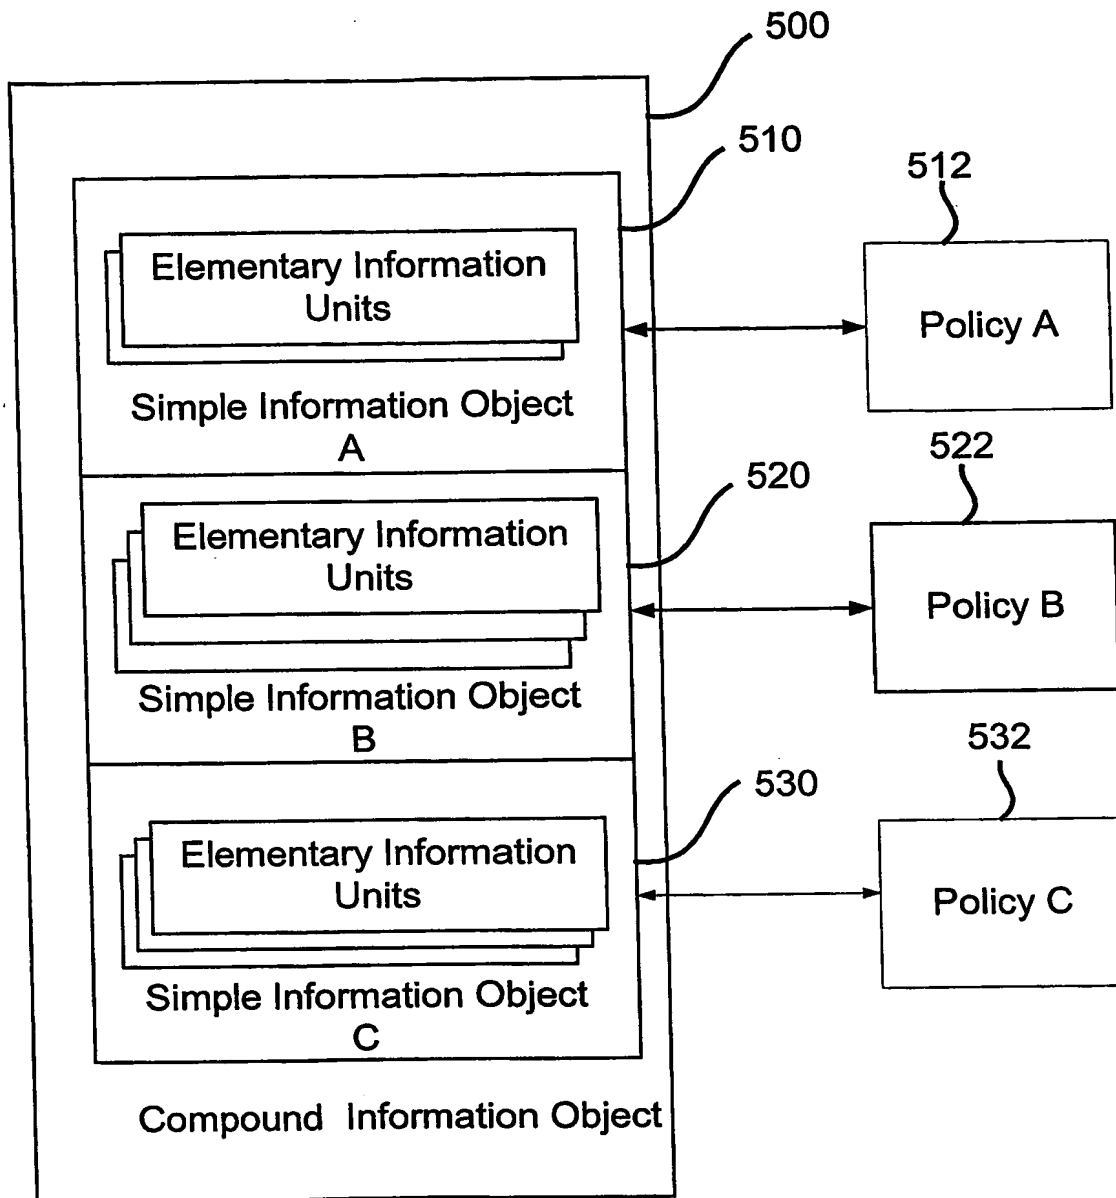 500
510
512
Elementary Information
Units
Policy A
Simple Information Object
A
520
522
Elementary Information
Units
Policy B
Simple Information Object
B
530
532
Elementary Information
Units
Policy C
Simple Information Object
C
Compound Information Object